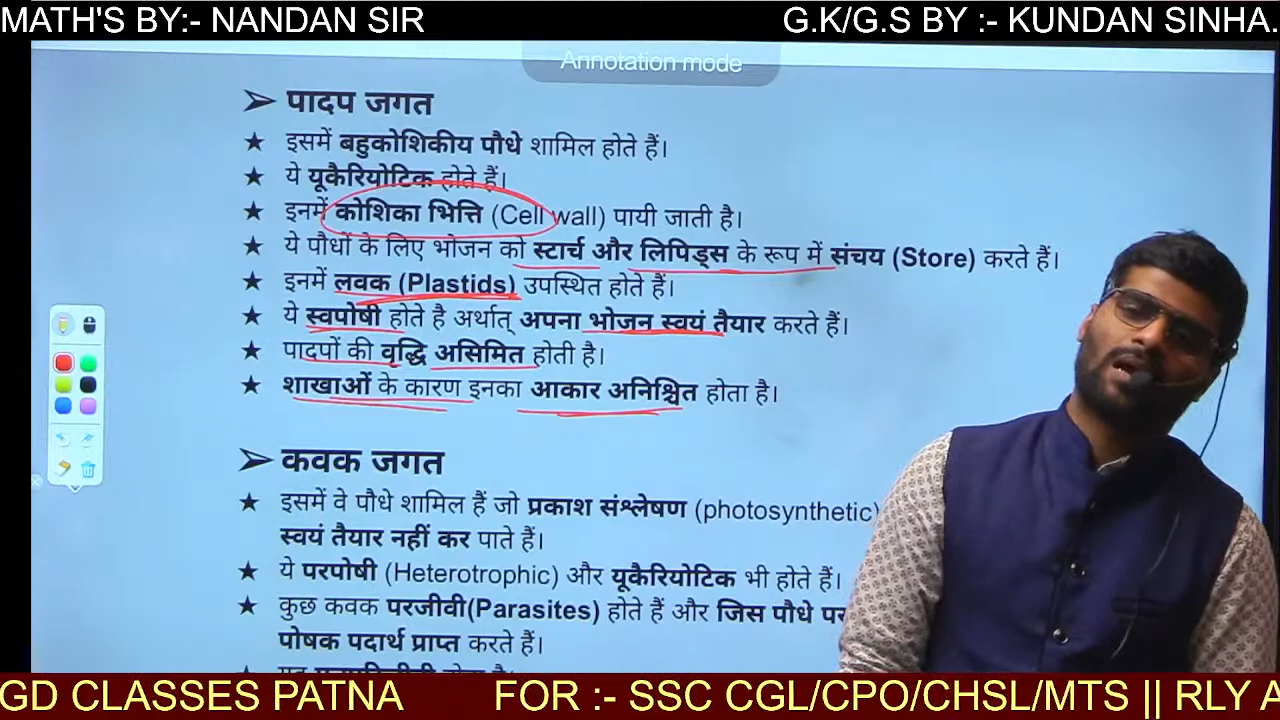 MATH'S BY:- NANDAN SIR
G.K/G.S BY :- KUNDAN SINHA.
Annotation mode
➢ पादप जगत
★ इसमें बहुकोशिकीय पौधे शामिल होते हैं।
★ ये यूकैरियोटिक होते हैं।
★ इनमें कोशिका भित्ति (Cell wall) पायी जाती है।
★ ये पौधों के लिए भोजन को स्टार्च और लिपिड्स के रूप में संचय (Store) करते हैं।
★ इनमें लवक (Plastids) उपस्थित होते हैं।
★ ये स्वपोषी होते है अर्थात् अपना भोजन स्वयं तैयार करते हैं।
★ पादपों की वृद्धि असिमित होती है।
★ शाखाओं के कारण इनका आकार अनिश्चित होता है।
➢ कवक जगत
★ इसमें वे पौधे शामिल हैं जो प्रकाश संश्लेषण (photosynthetic)
स्वयं तैयार नहीं कर पाते हैं।
★ ये परपोषी (Heterotrophic) और यूकैरियोटिक भी होते हैं।
★ कुछ कवक परजीवी(Parasites) होते हैं और जिस पौधे पर
पोषक पदार्थ प्राप्त करते हैं।
GD CLASSES PATNA
FOR :- SSC CGL/CPO/CHSL/MTS || RLY A